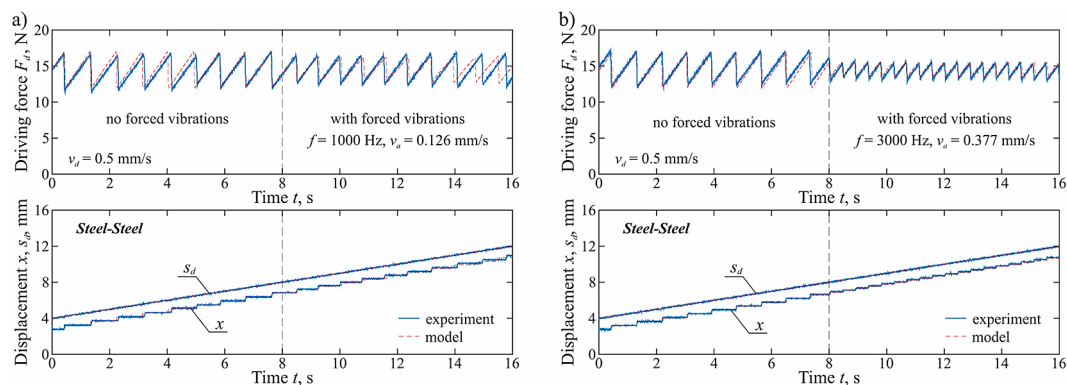 a)
Driving force F_d, N
20
15
10
5
0
no forced vibrations
with forced vibrations
f = 1000 Hz, v_a = 0.126 mm/s
v_d = 0.5 mm/s
0 2 4 6 8 10 12 14 16
Time t, s
Displacement x, s_d, mm
16
12
8
4
0
Steel-Steel
s_d
x
experiment
model
0 2 4 6 8 10 12 14 16
Time t, s
b)
Driving force F_d, N
20
15
10
5
0
no forced vibrations
with forced vibrations
f = 3000 Hz, v_a = 0.377 mm/s
v_d = 0.5 mm/s
0 2 4 6 8 10 12 14 16
Time t, s
Displacement x, s_d, mm
16
12
8
4
0
Steel-Steel
s_d
x
experiment
model
0 2 4 6 8 10 12 14 16
Time t, s